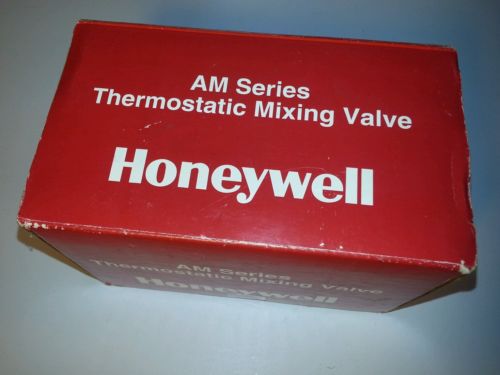 AM Series
Thermostatic Mixing Valve
Honeywell
AM Series
Thermostatic Mixing Valve
Honeywell